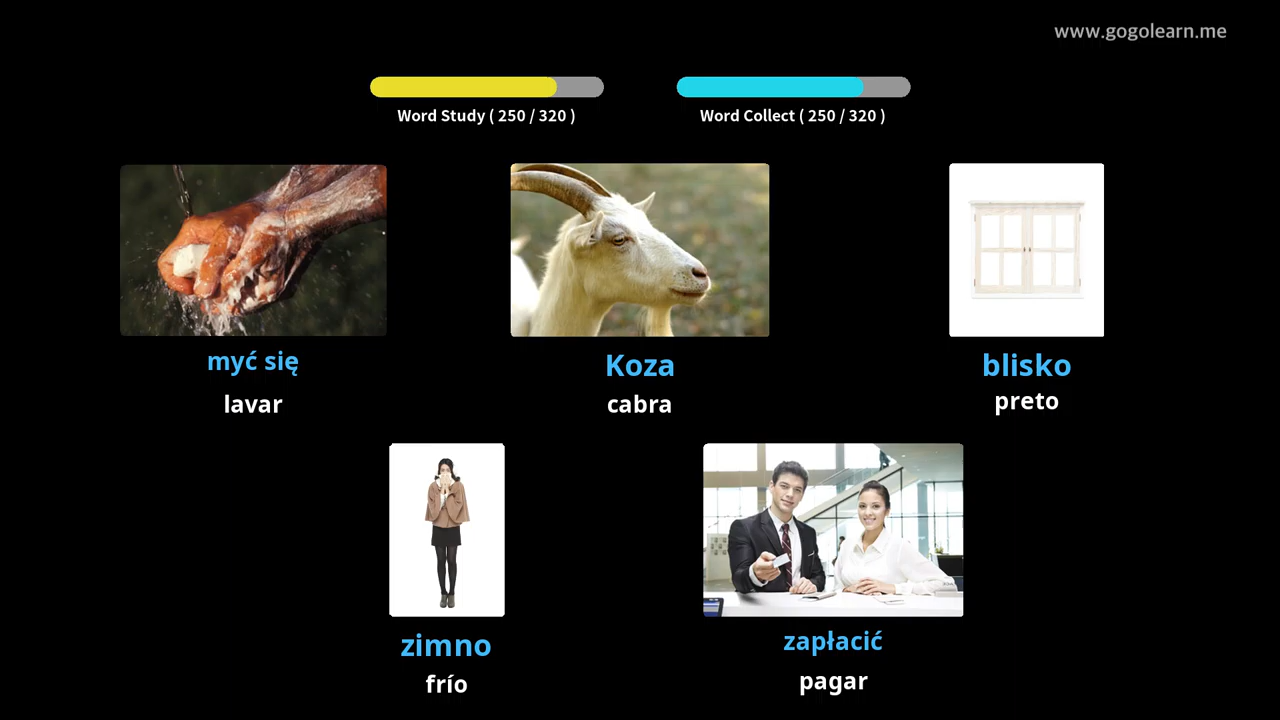 www.gogolearn.me
Word Study ( 250 / 320 )
Word Collect ( 250 / 320 )
myć się
lavar
Koza
cabra
blisko
preto
zimno
frío
zapłacić
pagar